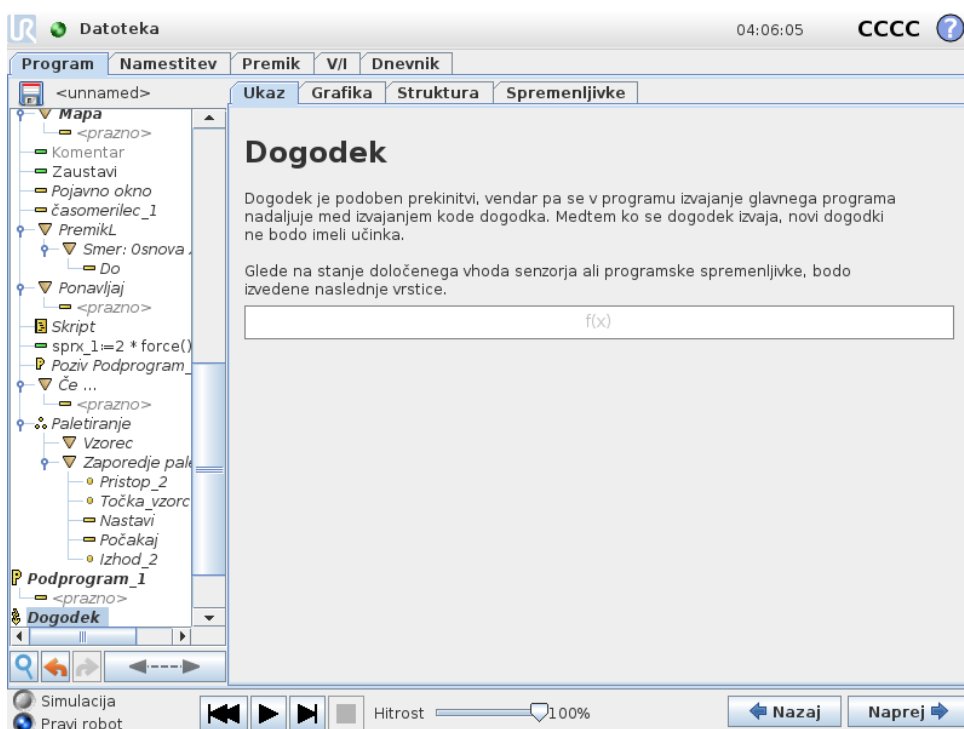 UR Datoteka 04:06:05 CCCC ?
Program Namestitev Premik V/I Dnevnik
<unnamed>
Ukaz Grafika Struktura Spremenljivke
Mapa
<prazno>
Komentar
Zaustavi
Pojavno okno
časomerilec_1
PremikL
Smer: Osnova
Do
Ponavljaj
<prazno>
Skript
sprx_1:=2 * force()
Poziv Podprogram_
Če ...
<prazno>
Paletiranje
Vzorec
Zaporedje pale
Pristop_2
Točka_vzorc
Nastavi
Počakaj
Izhod_2
Podprogram_1
<prazno>
Dogodek
Dogodek
Dogodek je podoben prekinitvi, vendar pa se v programu izvajanje glavnega programa
nadaljuje med izvajanjem kode dogodka. Medtem ko se dogodek izvaja, novi dogodki
ne bodo imeli učinka.
Glede na stanje določenega vhoda senzorja ali programske spremenljivke, bodo
izvedene naslednje vrstice.
f(x)
Simulacija
Pravi robot
Hitrost 100%
Nazaj Naprej